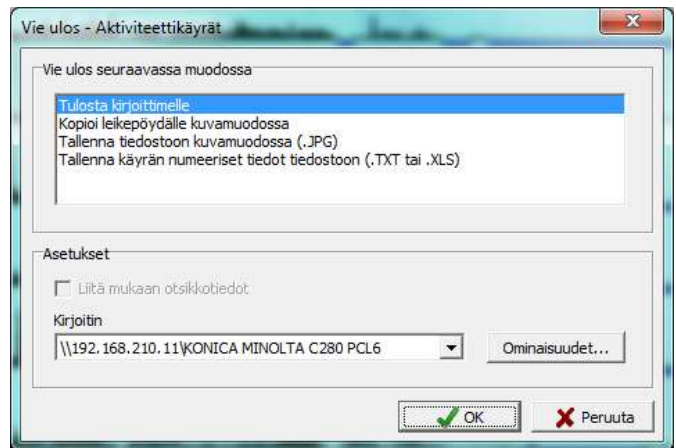 Vie ulos - Aktiviteettikäyrät
Vie ulos seuraavassa muodossa
Tulosta kirjoittimelle
Kopioi leikepöydälle kuvamuodossa
Tallenna tiedostoon kuvamuodossa (.JPG)
Tallenna käyrän numeeriset tiedot tiedostoon (.TXT tai .XLS)
Asetukset
Liitä mukaan otsikkotiedot
Kirjoitin
\\192.168.210.11\KONICA MINOLTA C280 PCL6
Ominaisuudet...
OK
Peruuta